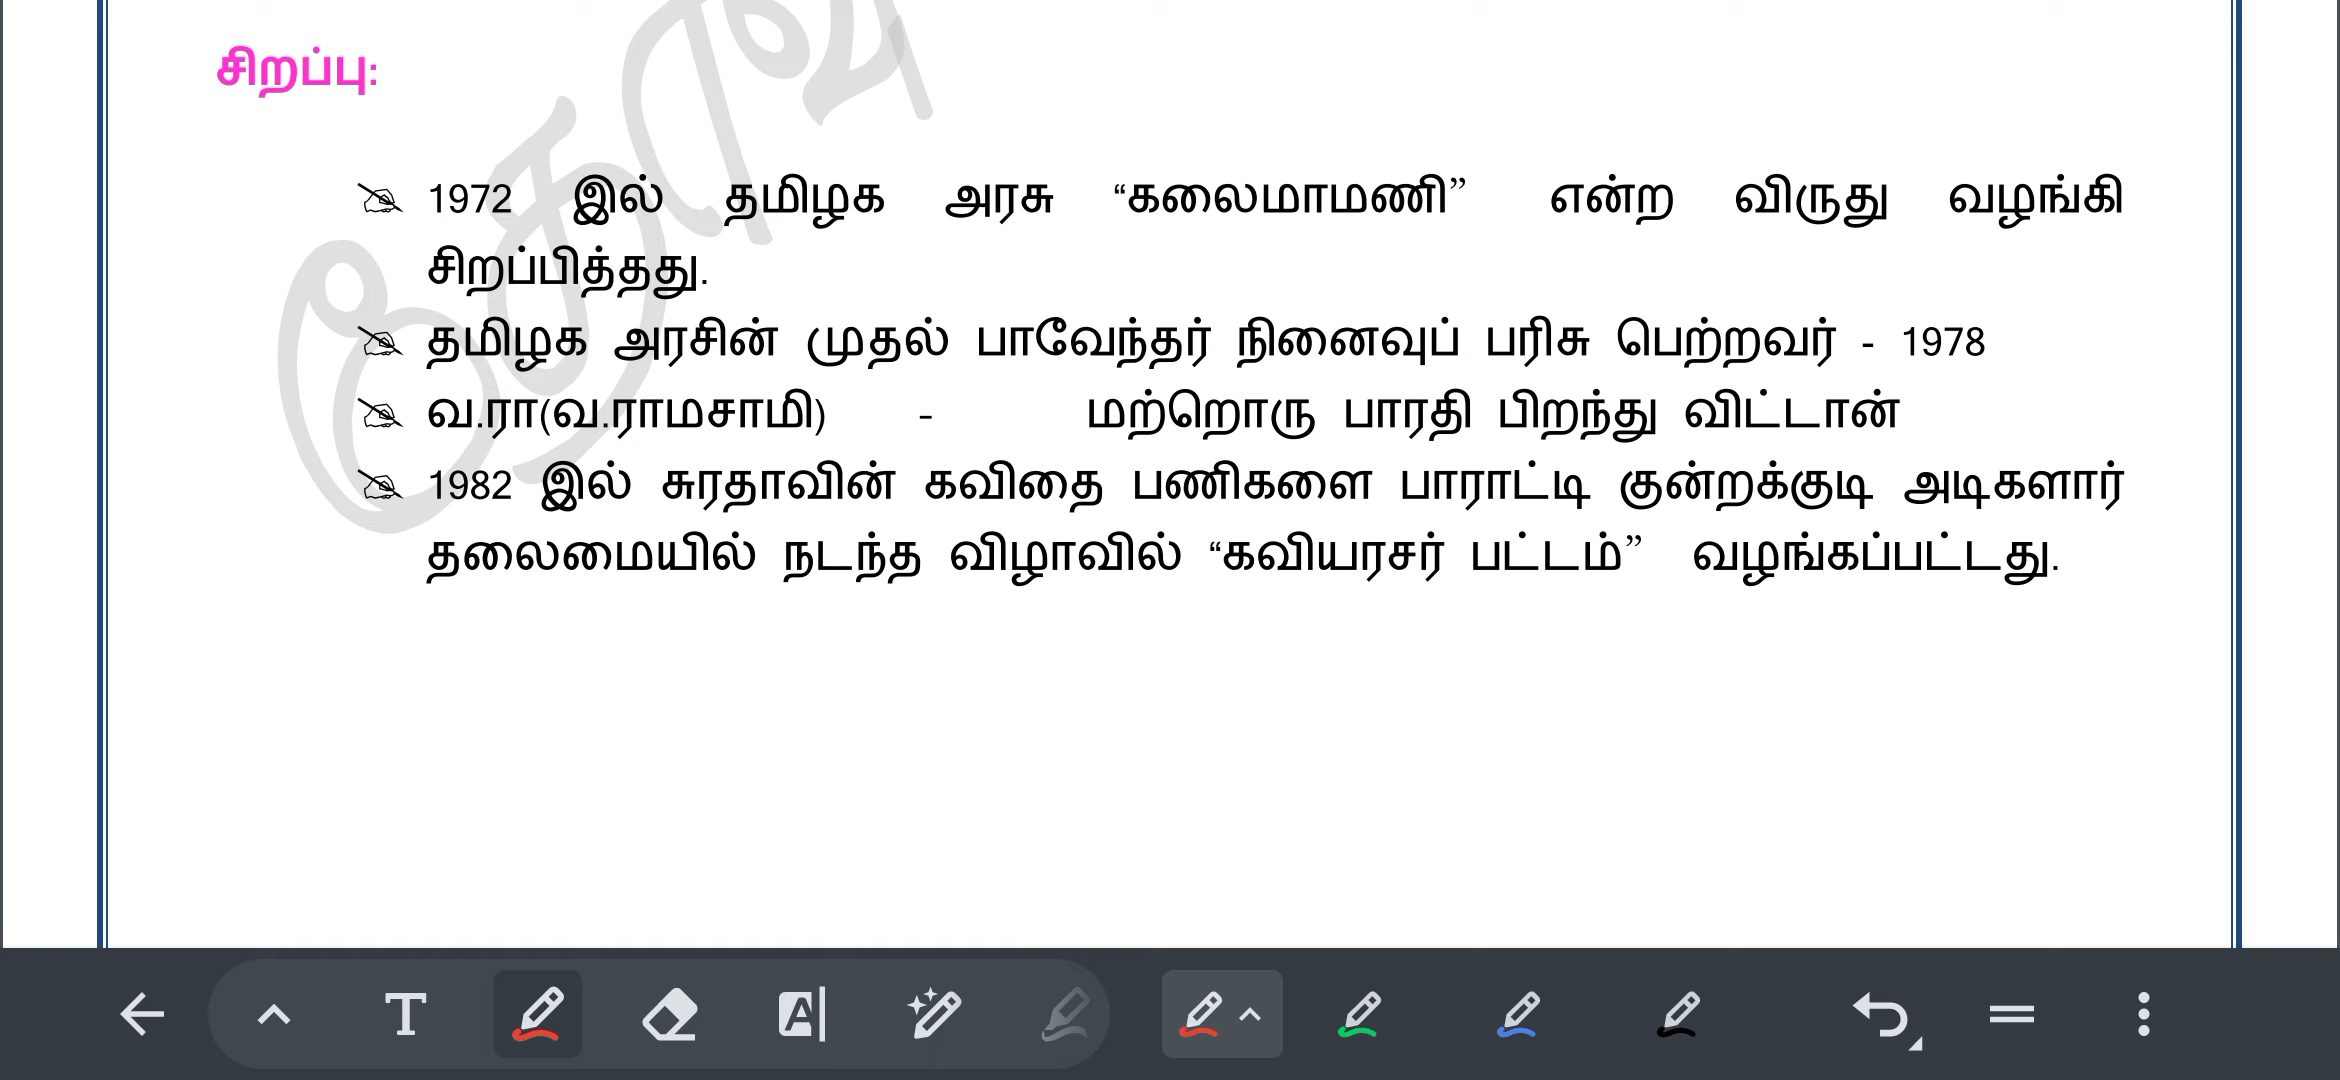 சிறப்பு:
1972 இல் தமிழக அரசு “கலைமாமணி” என்ற விருது வழங்கி
சிறப்பித்தது.
தமிழக அரசின் முதல் பாவேந்தர் நினைவுப் பரிசு பெற்றவர் - 1978
வ.ரா(வ.ராமசாமி) - மற்றொரு பாரதி பிறந்து விட்டான்
1982 இல் சுரதாவின் கவிதை பணிகளை பாராட்டி குன்றக்குடி அடிகளார்
தலைமையில் நடந்த விழாவில் “கவியரசர் பட்டம்” வழங்கப்பட்டது.